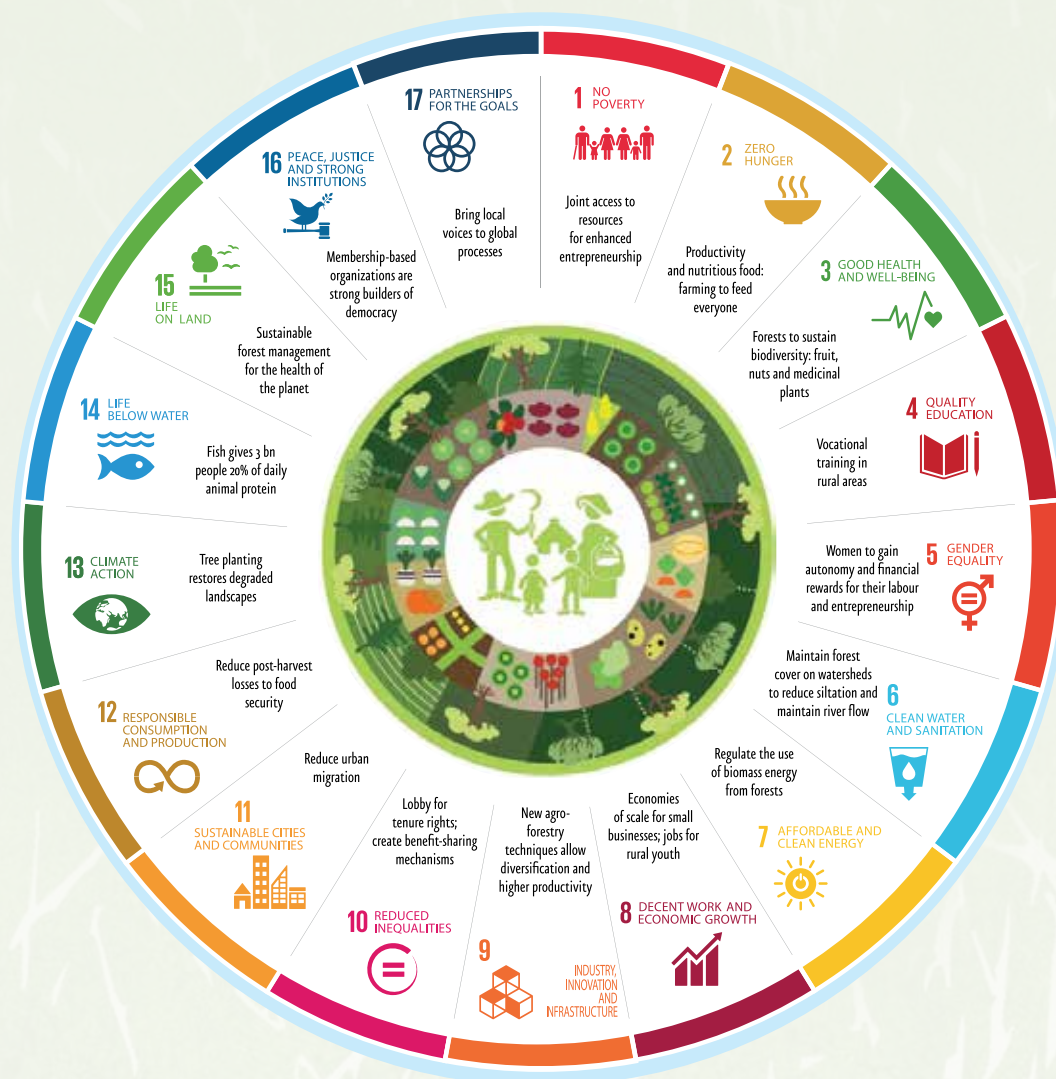 1 NO
POVERTY
Joint access to
resources
for enhanced
entrepreneurship
2 ZERO
HUNGER
Productivity
and nutritious food:
farming to feed
everyone
3 GOOD HEALTH
AND WELL-BEING
Forests to sustain
biodiversity: fruit,
nuts and medicinal
plants
4 QUALITY
EDUCATION
Vocational
training in
rural areas
5 GENDER
EQUALITY
Women to gain
autonomy and financial
rewards for their labour
and entrepreneurship
6
CLEAN WATER
AND SANITATION
Maintain forest
cover on watersheds
to reduce siltation and
maintain river flow
7 AFFORDABLE AND
CLEAN ENERGY
Regulate the use
of biomass energy
from forests
8 DECENT WORK AND
ECONOMIC GROWTH
Economies
of scale for small
businesses; jobs for
rural youth
9
INDUSTRY,
INNOVATION
AND
INFRASTRUCTURE
New agro-
forestry
techniques allow
diversification and
higher productivity
10 REDUCED
INEQUALITIES
Lobby for
tenure rights;
create benefit-sharing
mechanisms
11
SUSTAINABLE CITIES
AND COMMUNITIES
Reduce urban
migration
12 RESPONSIBLE
CONSUMPTION
AND PRODUCTION
Reduce post-harvest
losses to food
security
13 CLIMATE
ACTION
Tree planting
restores degraded
landscapes
14 LIFE
BELOW WATER
Fish gives 3 bn
people 20% of daily
animal protein
15
LIFE
ON LAND
Sustainable
forest management
for the health of
the planet
16 PEACE, JUSTICE
AND STRONG
INSTITUTIONS
Membership-based
organizations are
strong builders of
democracy
17 PARTNERSHIPS
FOR THE GOALS
Bring local
voices to global
processes